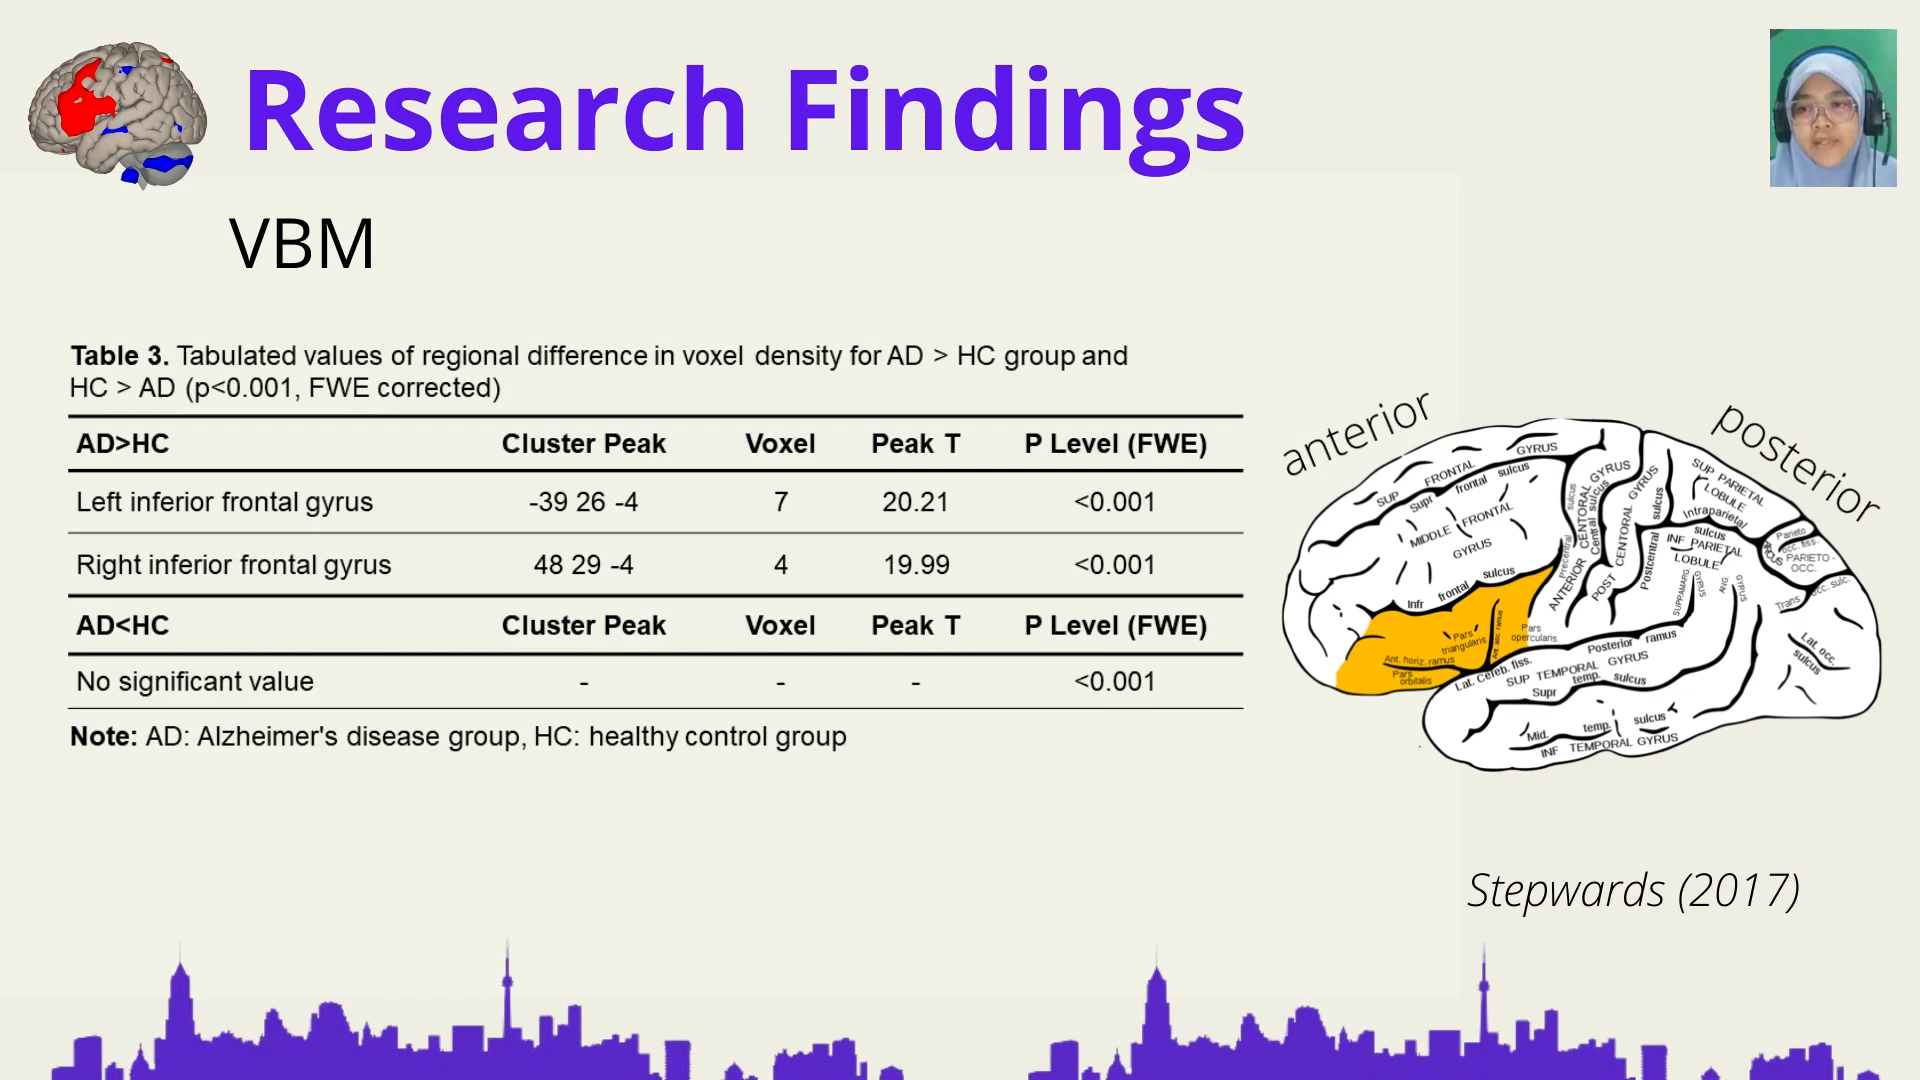 Research Findings
VBM
Table 3. Tabulated values of regional difference in voxel density for AD > HC group and
HC > AD (p<0.001, FWE corrected)
AD>HC Cluster Peak Voxel Peak T P Level (FWE)
Left inferior frontal gyrus -39 26 -4 7 20.21 <0.001
Right inferior frontal gyrus 48 29 -4 4 19.99 <0.001
AD<HC Cluster Peak Voxel Peak T P Level (FWE)
No significant value - - - <0.001
Note: AD: Alzheimer's disease group, HC: healthy control group
anterior
posterior
SUP FRONTAL GYRUS
Supr frontal sulcus
MIDDLE FRONTAL
GYRUS
Infr frontal sulcus
Precentral sulcus
ANTERIOR CENTORAL GYRUS
Central sulcus
POST CENTORAL GYRUS
Postcentral sulcus
SUP PARIETAL
LOBULE
Intraparietal
sulcus
INF PARIETAL
LOBULE
SUPRAMARG. GYRUS
ANG. GYRUS
Parieto
occ. fiss.
PARIETO -
OCC.
Trans occ. sulc.
Lat. occ.
sulcus
Pars
triangularis
Ant. asc. ramus
Pars
opercularis
Ant. horiz. ramus
Pars
orbitalis
Lat. Cereb. fiss.
Posterior ramus
SUP TEMPORAL GYRUS
Supr temp. sulcus
Mid. temp. sulcus
INF TEMPORAL GYRUS
Stepwards (2017)